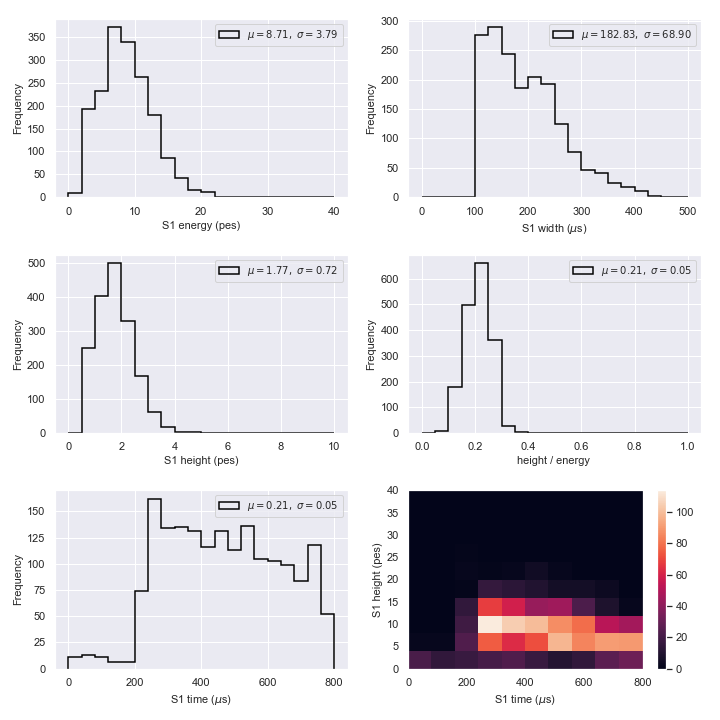 350
300
250
200
150
100
50
0
Frequency
μ = 8.71, σ = 3.79
0 10 20 30 40
S1 energy (pes)
300
250
200
150
100
50
0
Frequency
μ = 182.83, σ = 68.90
0 100 200 300 400 500
S1 width (μs)
500
400
300
200
100
0
Frequency
μ = 1.77, σ = 0.72
0 2 4 6 8 10
S1 height (pes)
600
500
400
300
200
100
0
Frequency
μ = 0.21, σ = 0.05
0.0 0.2 0.4 0.6 0.8 1.0
height / energy
150
125
100
75
50
25
0
Frequency
μ = 0.21, σ = 0.05
0 200 400 600 800
S1 time (μs)
40
35
30
25
20
15
10
5
0
S1 height (pes)
0 200 400 600 800
S1 time (μs)
100
80
60
40
20
0